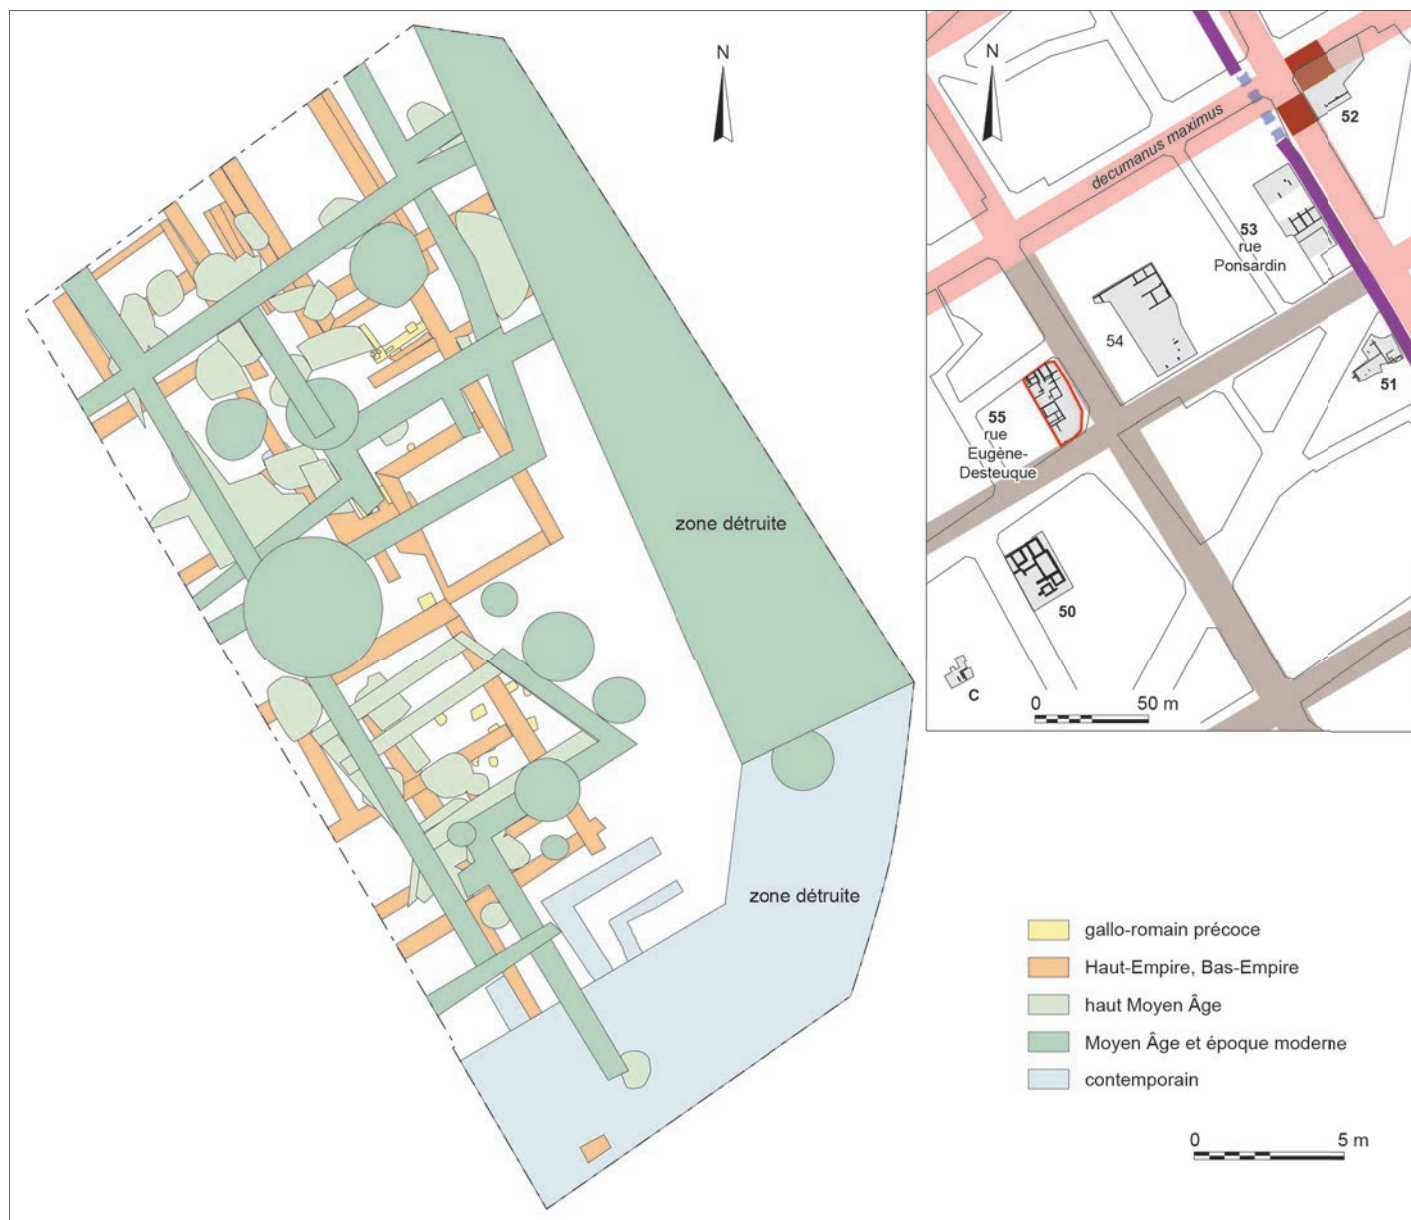 N
zone détruite
zone détruite
gallo-romain précoce
Haut-Empire, Bas-Empire
haut Moyen Âge
Moyen Âge et époque moderne
contemporain
0 5 m
N
decumanus maximus
52
53
rue
Ponsardin
54
51
55
rue
Eugène-
Desteuque
50
C
0 50 m